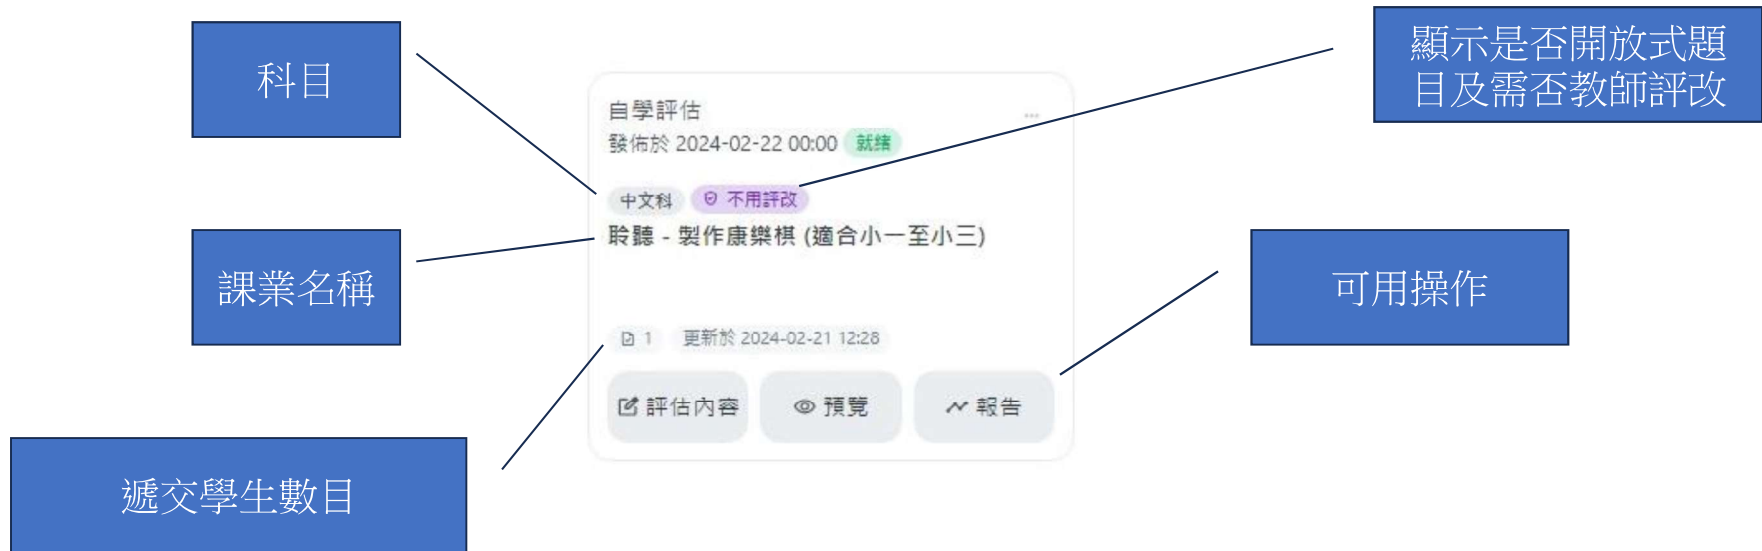 科目
顯示是否開放式題
目及需否教師評改
自學評估
...
發佈於 2024-02-22 00:00 就緒
中文科 不用評改
聆聽 - 製作康樂棋 (適合小一至小三)
課業名稱
可用操作
1 更新於 2024-02-21 12:28
評估內容 預覽 報告
遞交學生數目